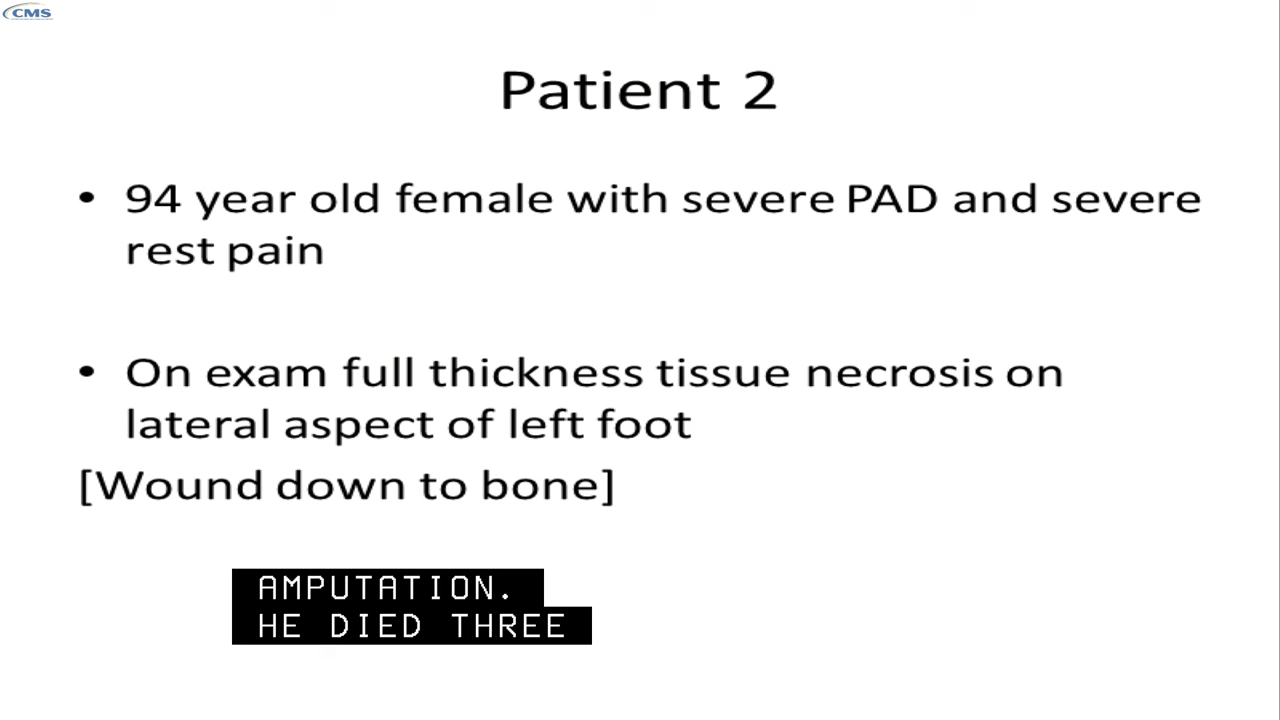 CMS
Patient 2
• 94 year old female with severe PAD and severe
rest pain
• On exam full thickness tissue necrosis on
lateral aspect of left foot
[Wound down to bone]
AMPUTATION.
HE DIED THREE